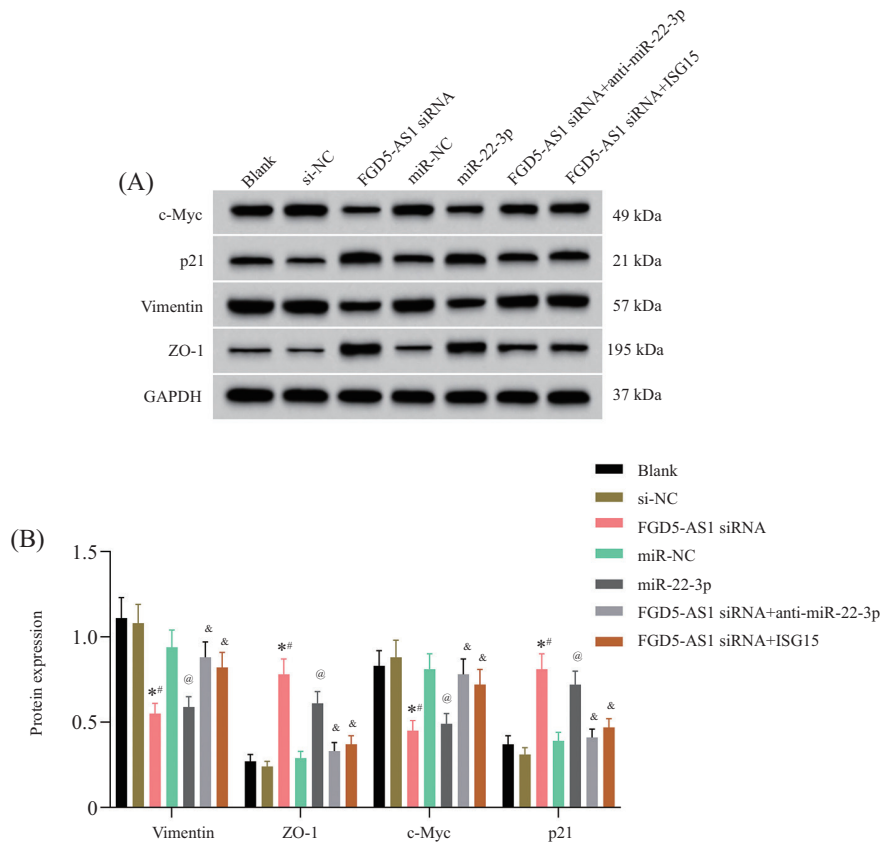 (A)
Blank
si-NC
FGD5-AS1 siRNA
miR-NC
miR-22-3p
FGD5-AS1 siRNA+anti-miR-22-3p
FGD5-AS1 siRNA+ISG15
c-Myc 49 kDa
p21 21 kDa
Vimentin 57 kDa
ZO-1 195 kDa
GAPDH 37 kDa
(B)
Blank
si-NC
FGD5-AS1 siRNA
miR-NC
miR-22-3p
FGD5-AS1 siRNA+anti-miR-22-3p
FGD5-AS1 siRNA+ISG15
Protein expression
1.5
1.0
0.5
0
*# @ & &
*# @ & &
*# @ & &
*# @ & &
Vimentin ZO-1 c-Myc p21